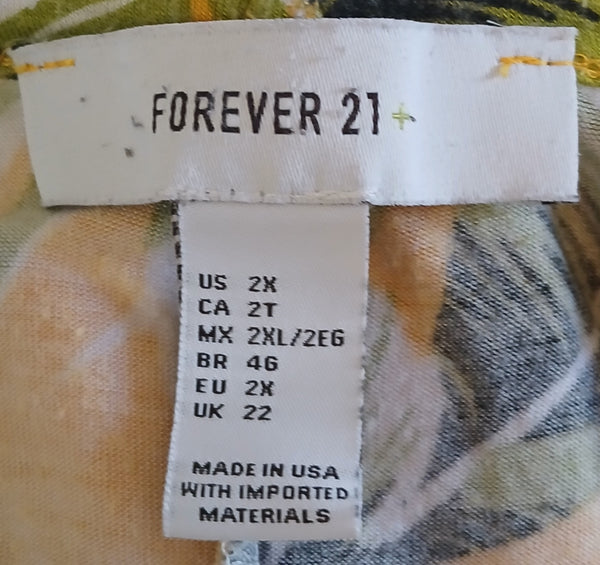 FOREVER 21+
US 2X
CA 2T
MX 2XL/2EG
BR 46
EU 2X
UK 22
MADE IN USA
WITH IMPORTED
MATERIALS